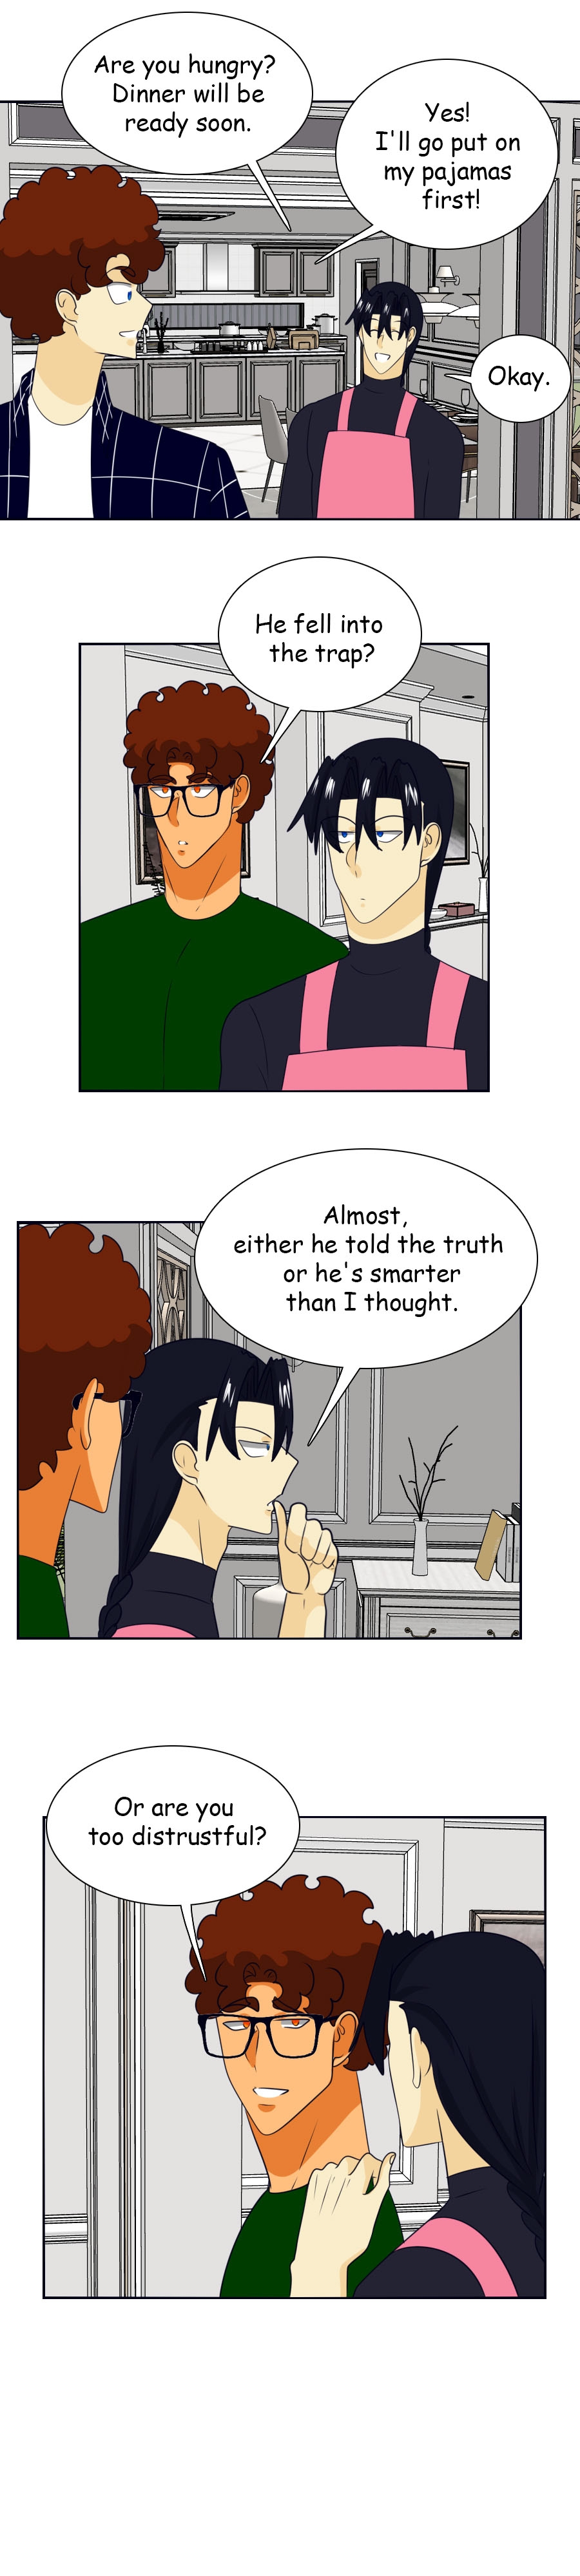 Are you hungry?
Dinner will be
ready soon.
Yes!
I'll go put on
my pajamas
first!
Okay.
He fell into
the trap?
Almost,
either he told the truth
or he's smarter
than I thought.
Or are you
too distrustful?